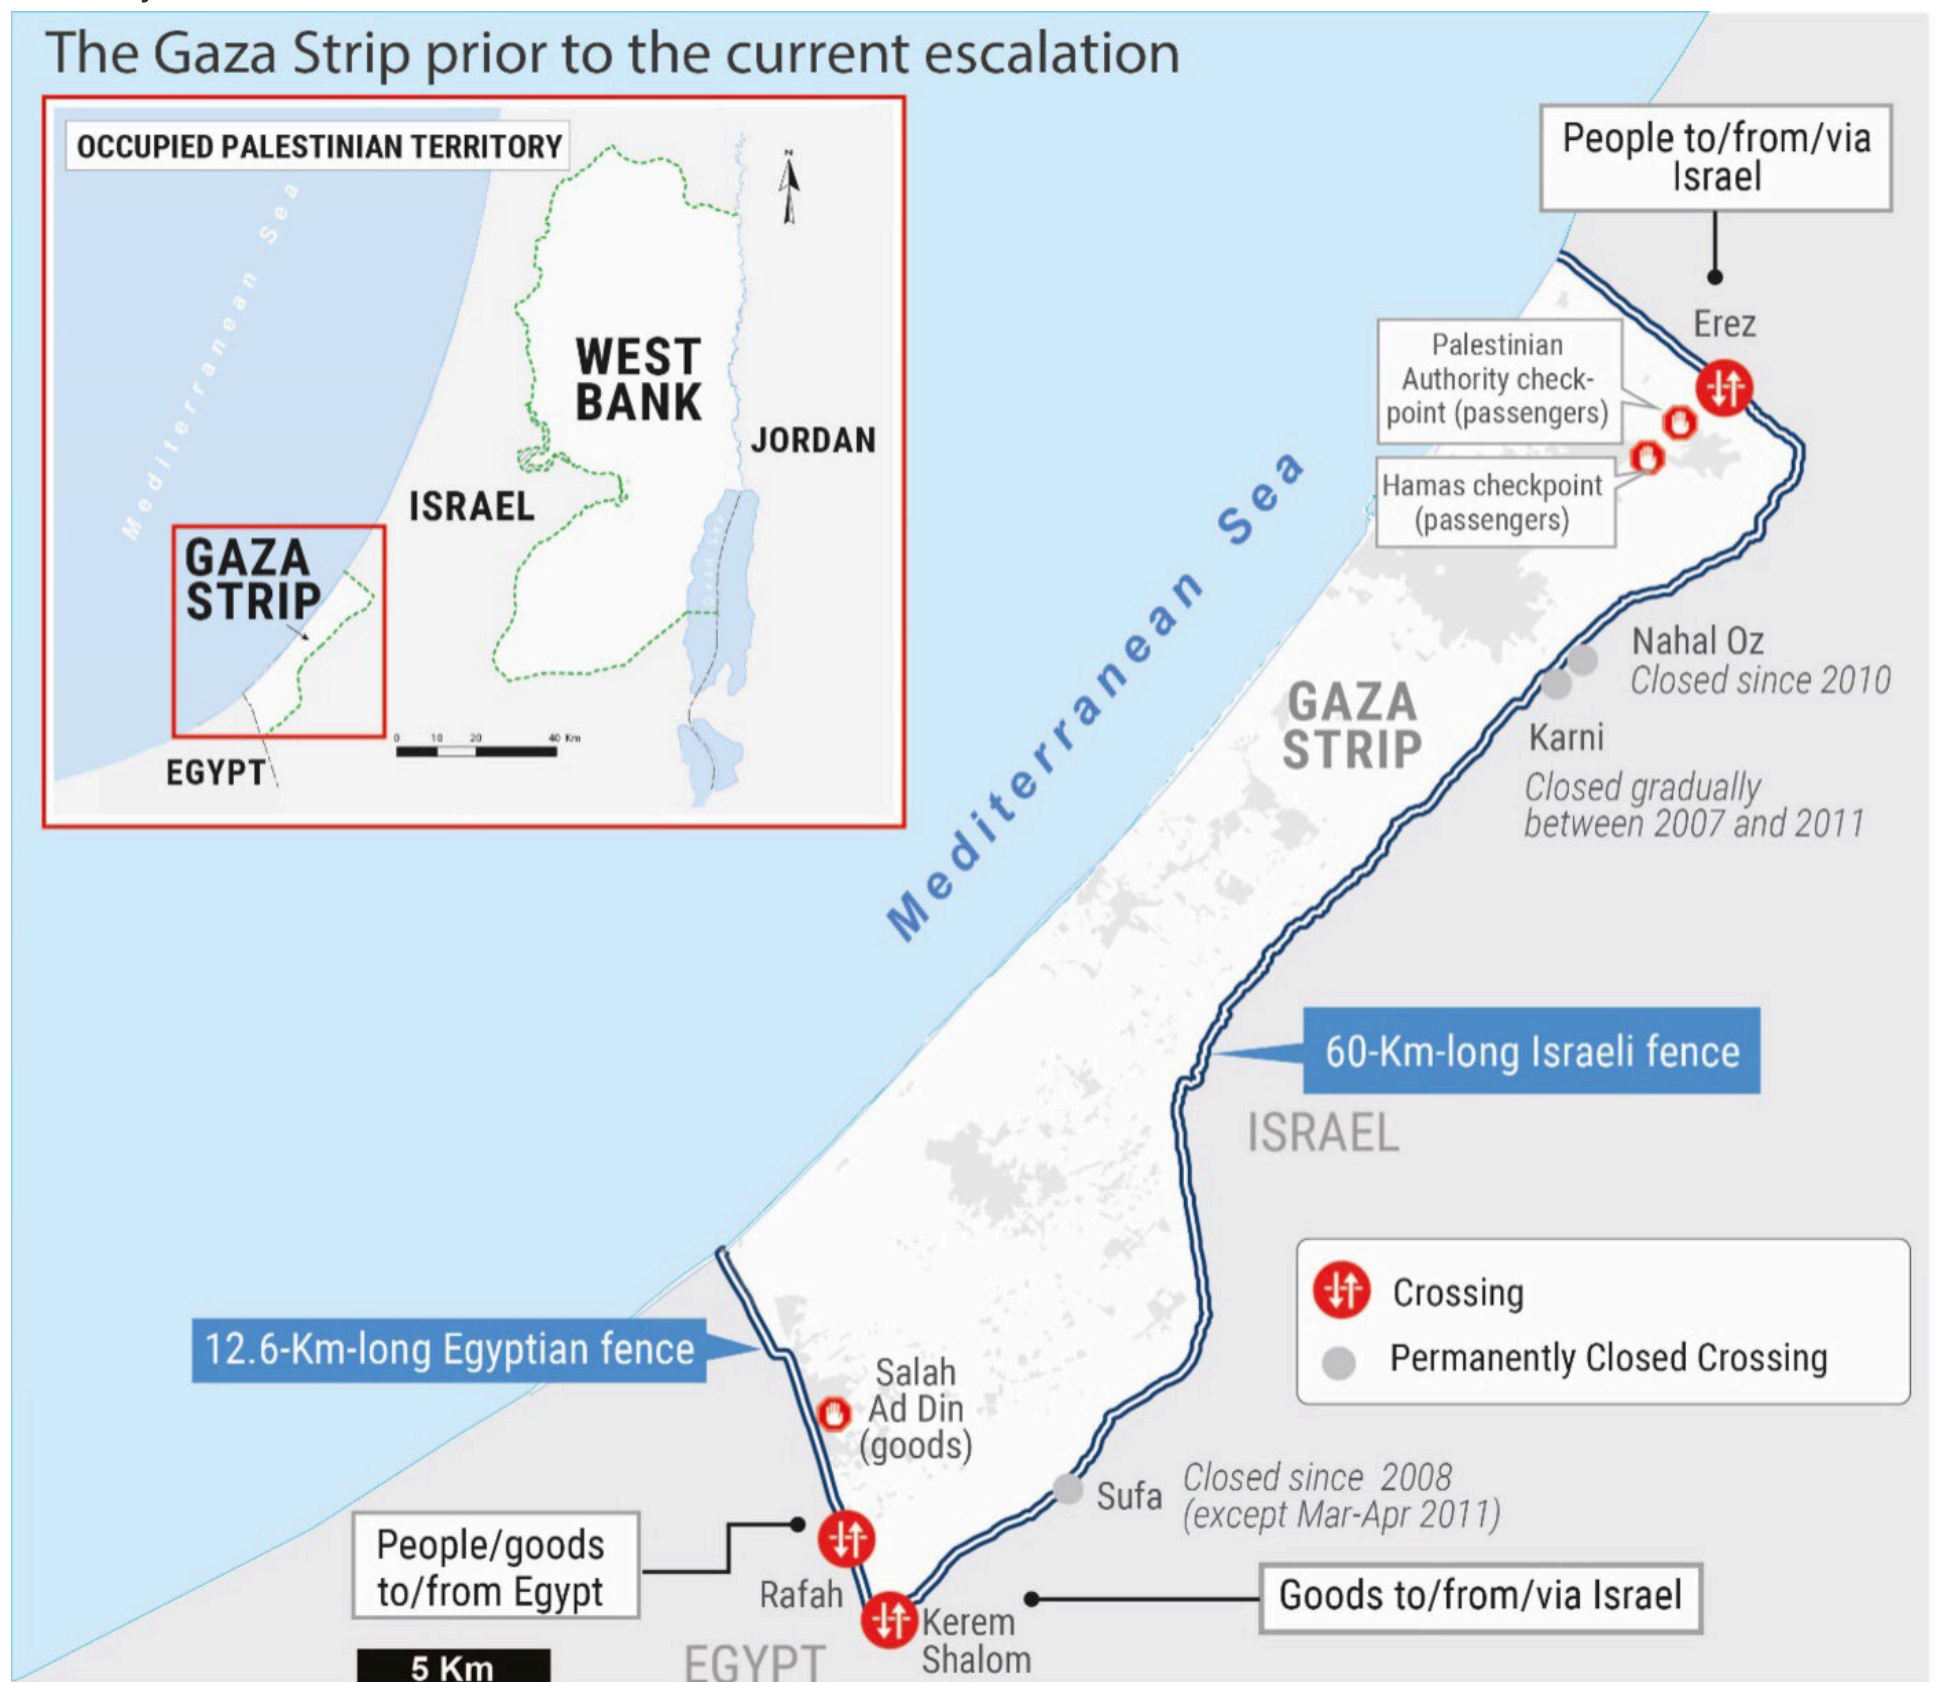 The Gaza Strip prior to the current escalation
OCCUPIED PALESTINIAN TERRITORY
N
Mediterranean Sea
WEST
BANK
JORDAN
ISRAEL
Dead Sea
GAZA
STRIP
0 10 20 40 Km
EGYPT
People to/from/via
Israel
Erez
Palestinian
Authority check-
point (passengers)
Hamas checkpoint
(passengers)
Mediterranean Sea
Nahal Oz
Closed since 2010
GAZA
STRIP
Karni
Closed gradually
between 2007 and 2011
60-Km-long Israeli fence
ISRAEL
Crossing
Permanently Closed Crossing
12.6-Km-long Egyptian fence
Salah
Ad Din
(goods)
Sufa
Closed since 2008
(except Mar-Apr 2011)
People/goods
to/from Egypt
Rafah
Goods to/from/via Israel
Kerem
Shalom
EGYPT
5 Km